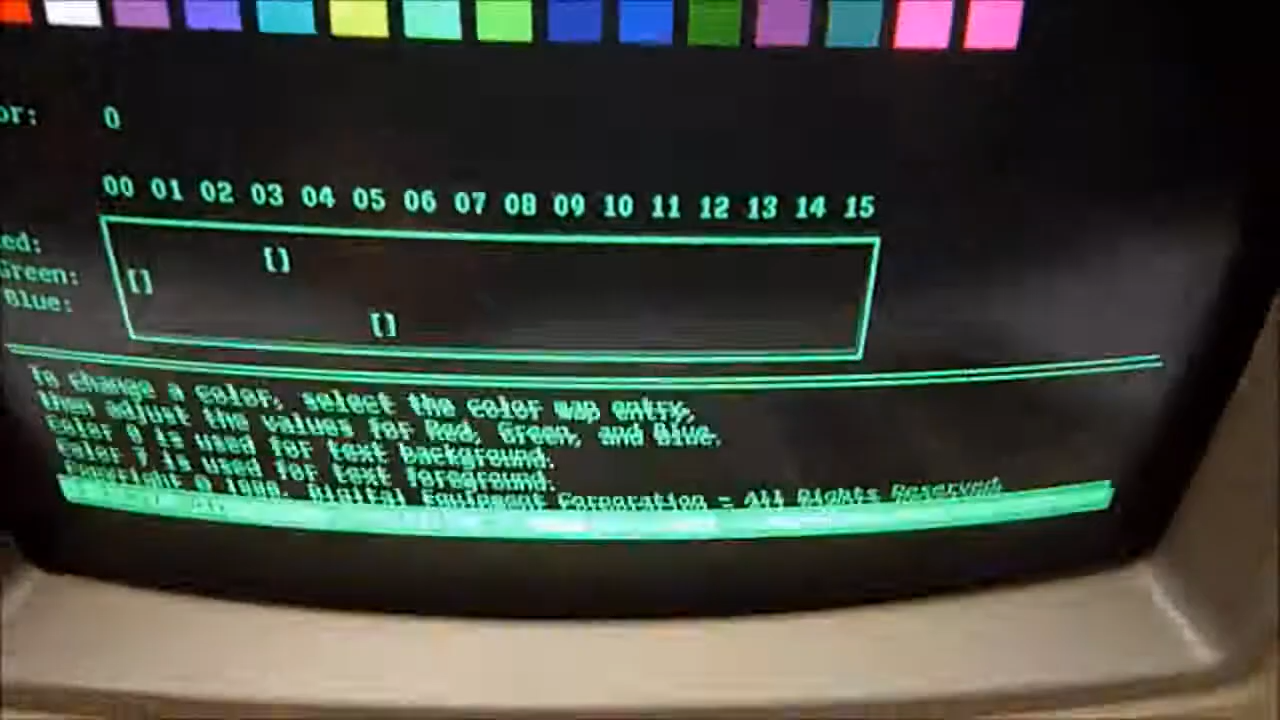 or: 0
00 01 02 03 04 05 06 07 08 09 10 11 12 13 14 15
ed: []
Green: []
Blue: []
To change a color, select the color map entry,
then adjust the values for Red, Green, and Blue.
Color 0 is used for text background.
Color 7 is used for text foreground.
Copyright © 1988, Digital Equipment Corporation - All Rights Reserved